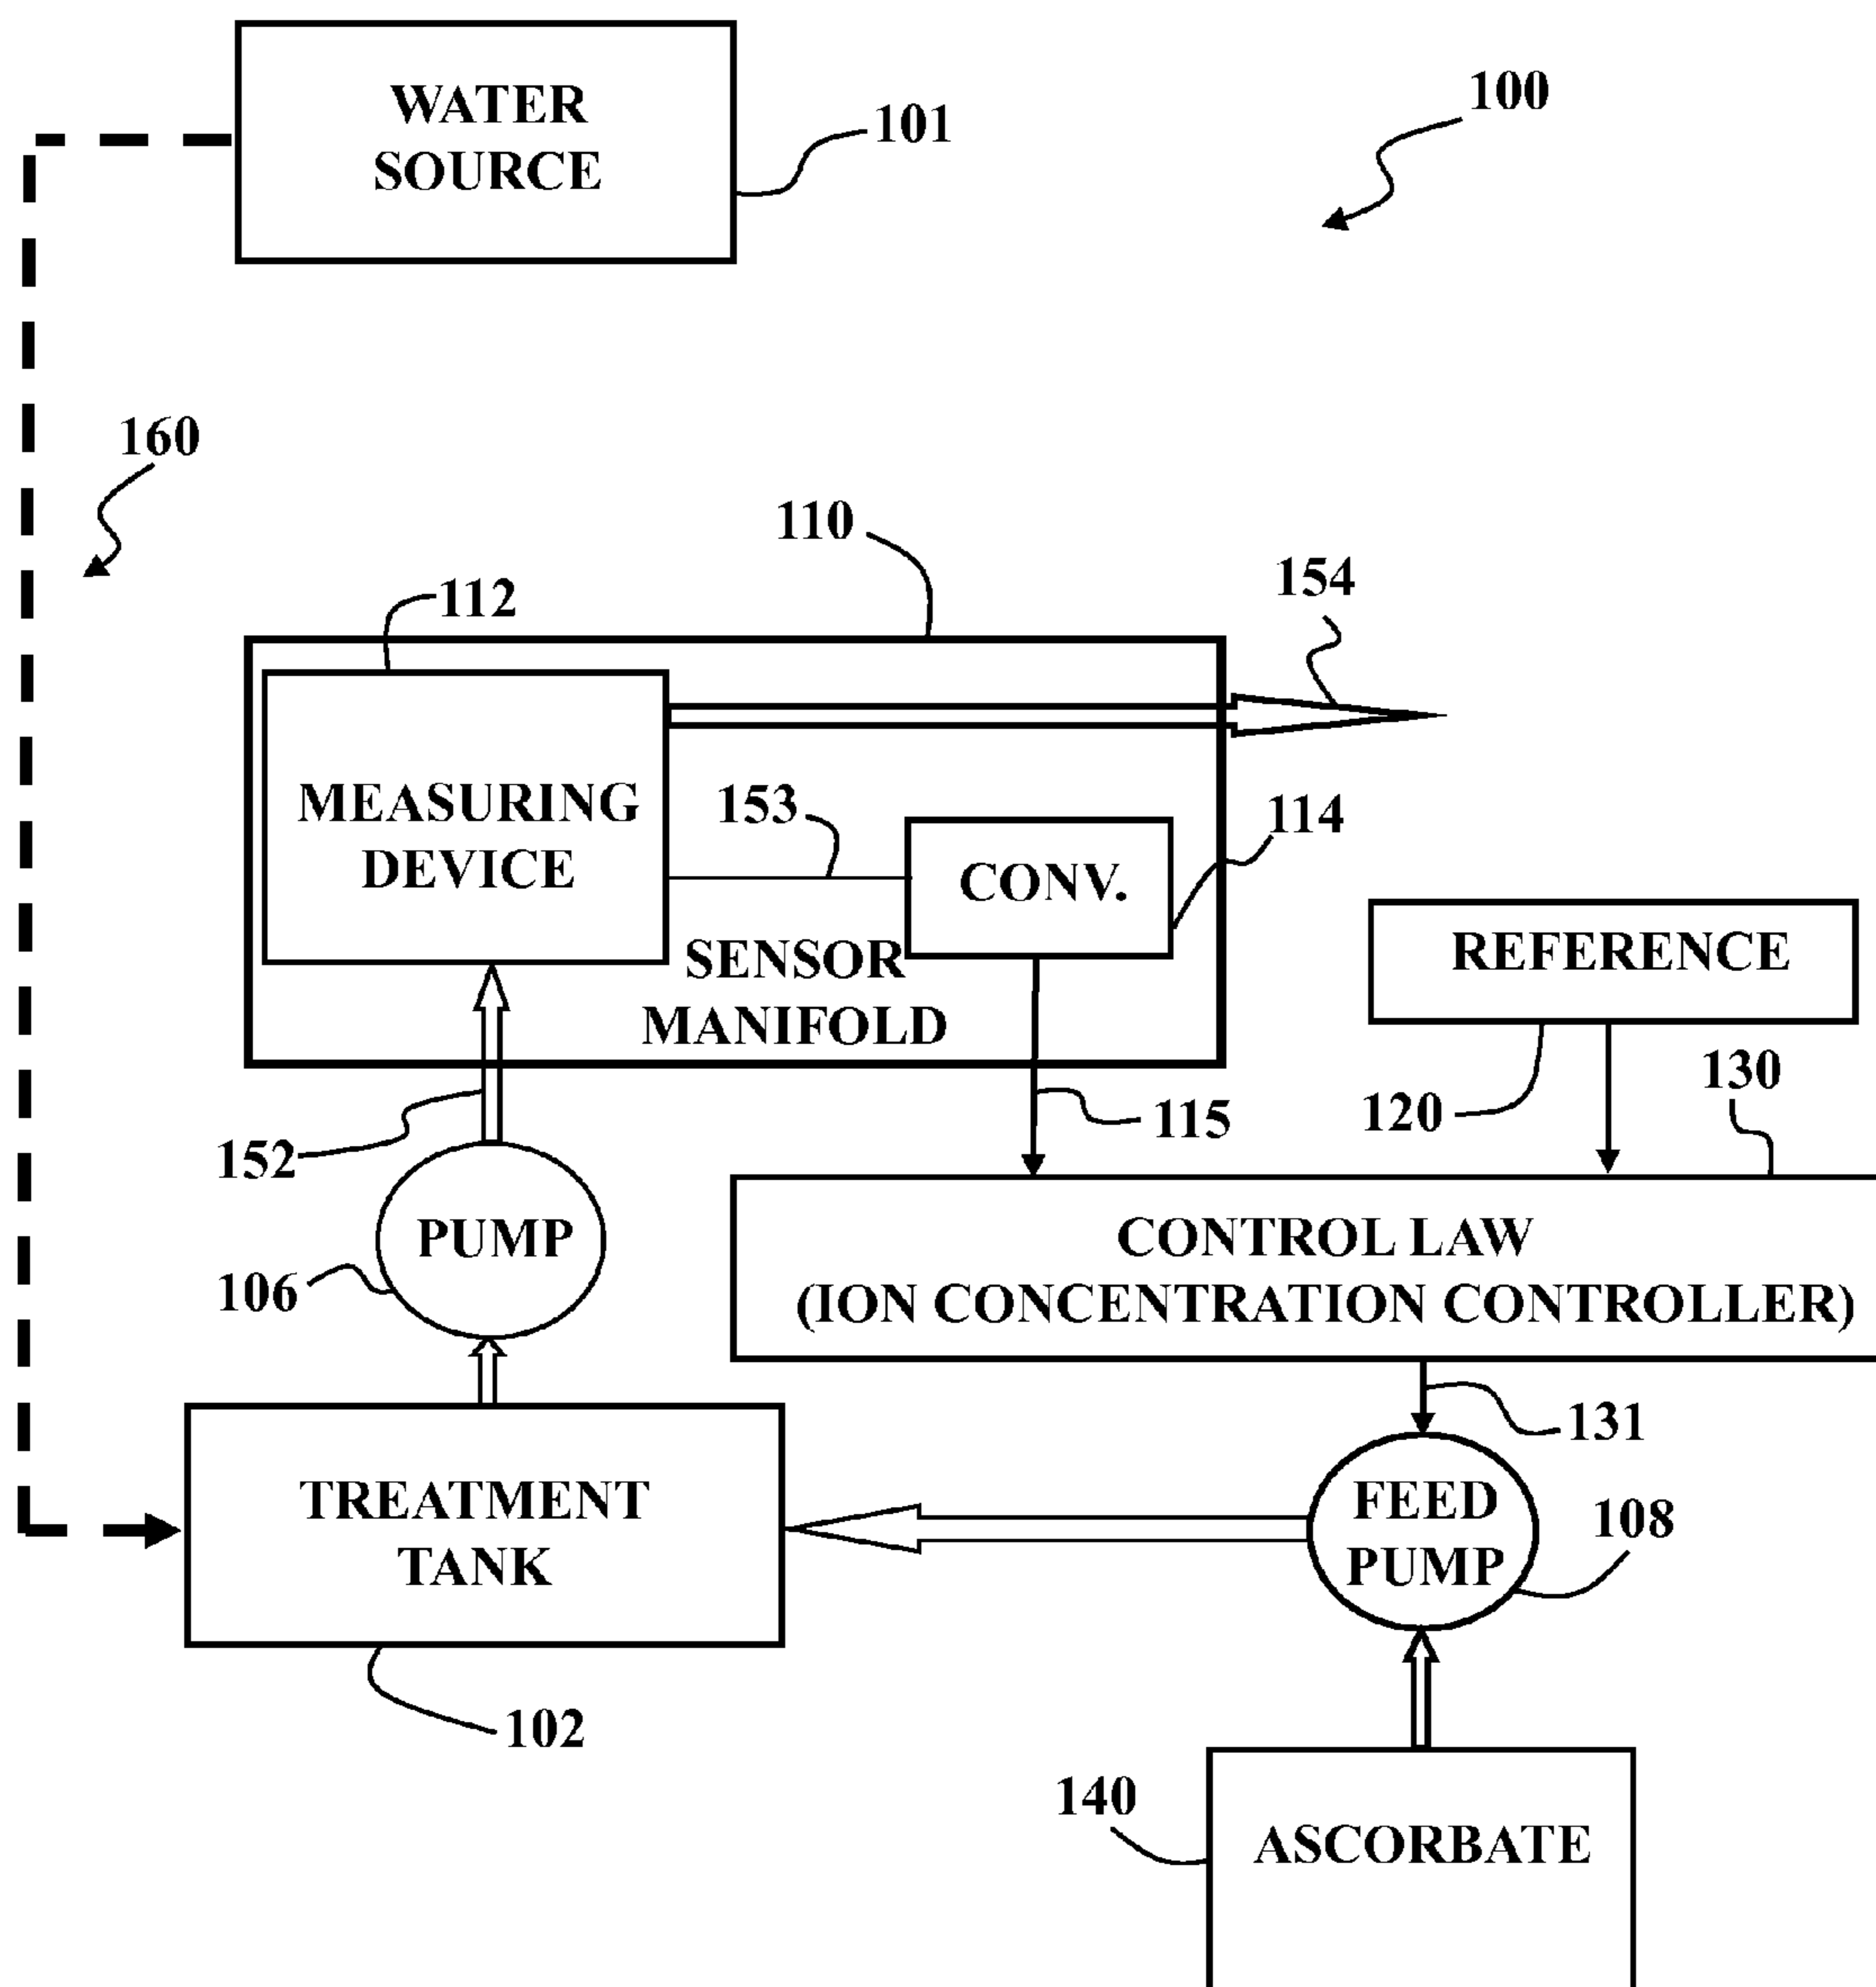 WATER
SOURCE
101
100
160
110
154
112
MEASURING
DEVICE
153
114
CONV.
SENSOR
MANIFOLD
REFERENCE
120
130
115
152
PUMP
106
CONTROL LAW
(ION CONCENTRATION CONTROLLER)
131
TREATMENT
TANK
FEED
PUMP
108
102
140
ASCORBATE